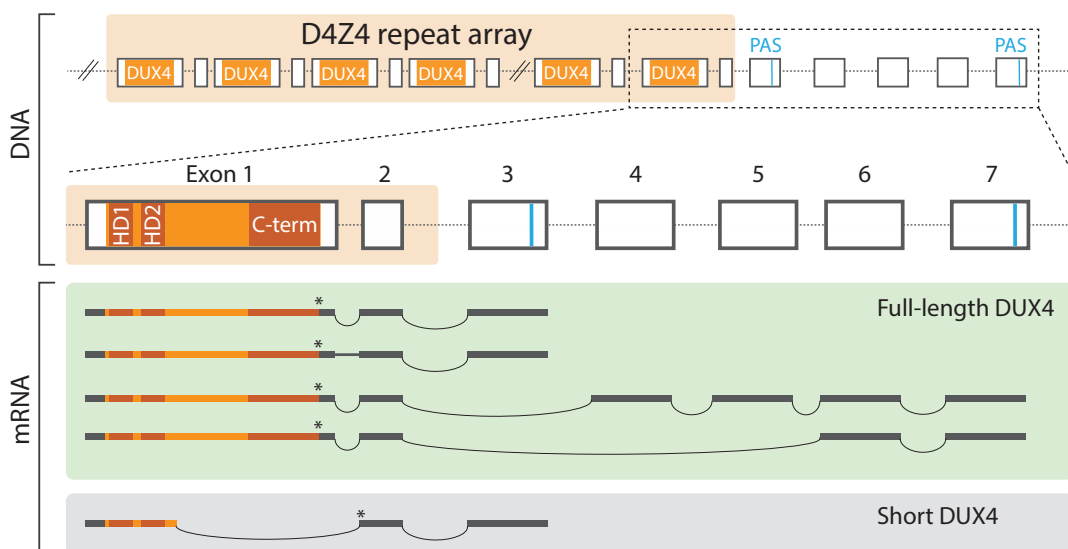 D4Z4 repeat array
PAS PAS
DUX4 DUX4 DUX4 DUX4 DUX4 DUX4
DNA
Exon 1 2 3 4 5 6 7
HD1 HD2 C-term
mRNA
* Full-length DUX4
*
*
*
* Short DUX4